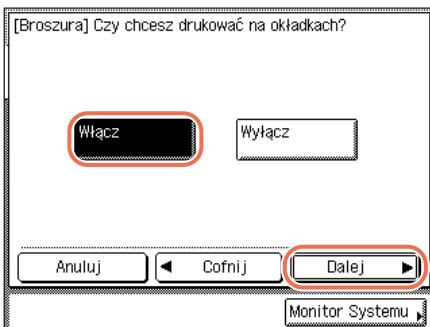 [Broszura] Czy chcesz drukować na okładkach?
Włącz Wyłącz
Anuluj ◀ Cofnij Dalej ▶
Monitor Systemu